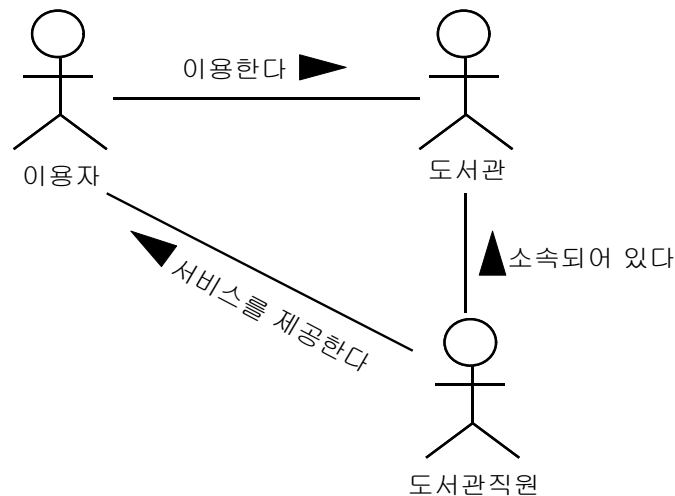 이용한다
이용자
도서관
소속되어 있다
서비스를 제공한다
도서관직원